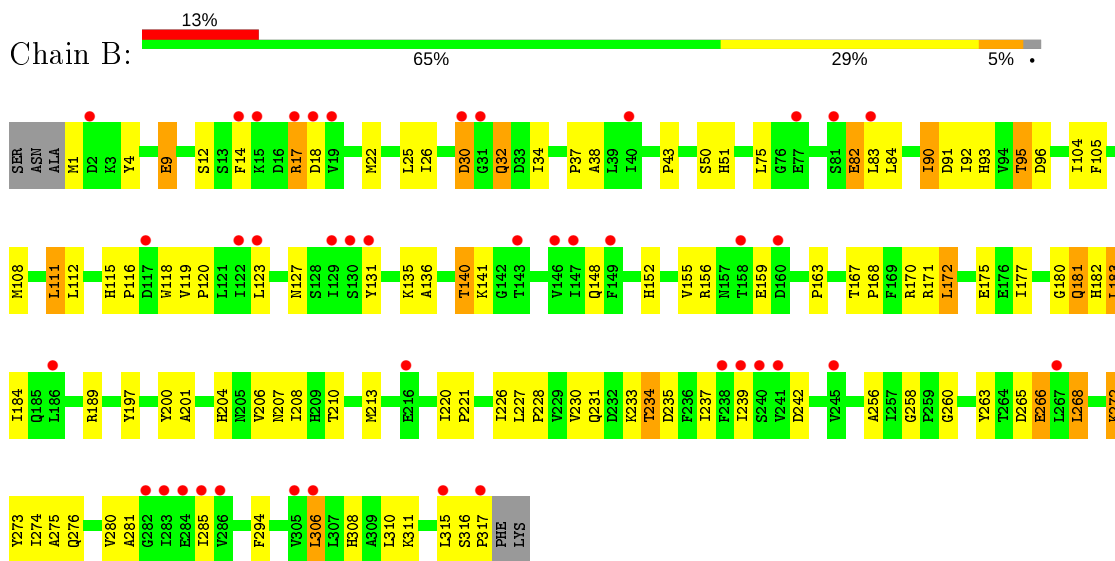 13%
Chain B:
65% 29% 5% •
SER ASN ALA M1 D2 K3 Y4 E9 S12 S13 F14 K15 D16 R17 D18 V19 M22 L25 I26 D30 G31 Q32 D33 I34 P37 A38 L39 I40 P43 S50 H51 L75 G76 E77 S81 E82 L83 L84 I90 D91 I92 H93 V94 T95 D96 I104 F105
M108 L111 L112 H115 P116 D117 W118 V119 P120 L121 I122 L123 N127 S128 I129 S130 Y131 K135 A136 T140 K141 G142 T143 V146 I147 Q148 F149 H152 V155 R156 N157 T158 E159 D160 P163 T167 P168 F169 R170 R171 L172 E175 E176 I177 G180 Q181 H182 L183
I184 Q185 L186 R189 Y197 Y200 A201 H204 N205 V206 N207 I208 H209 T210 M213 E216 I220 P221 I226 L227 P228 V229 V230 Q231 D232 K233 T234 D235 F236 I237 F238 I239 S240 V241 D242 V245 A256 I257 G258 P259 G260 Y263 T264 D265 E266 L267 L268
Y273 I274 A275 Q276 V280 A281 G282 I283 E284 I285 V286 F294 V305 L306 L307 H308 A309 L310 K311 L315 S316 P317 PHE LYS